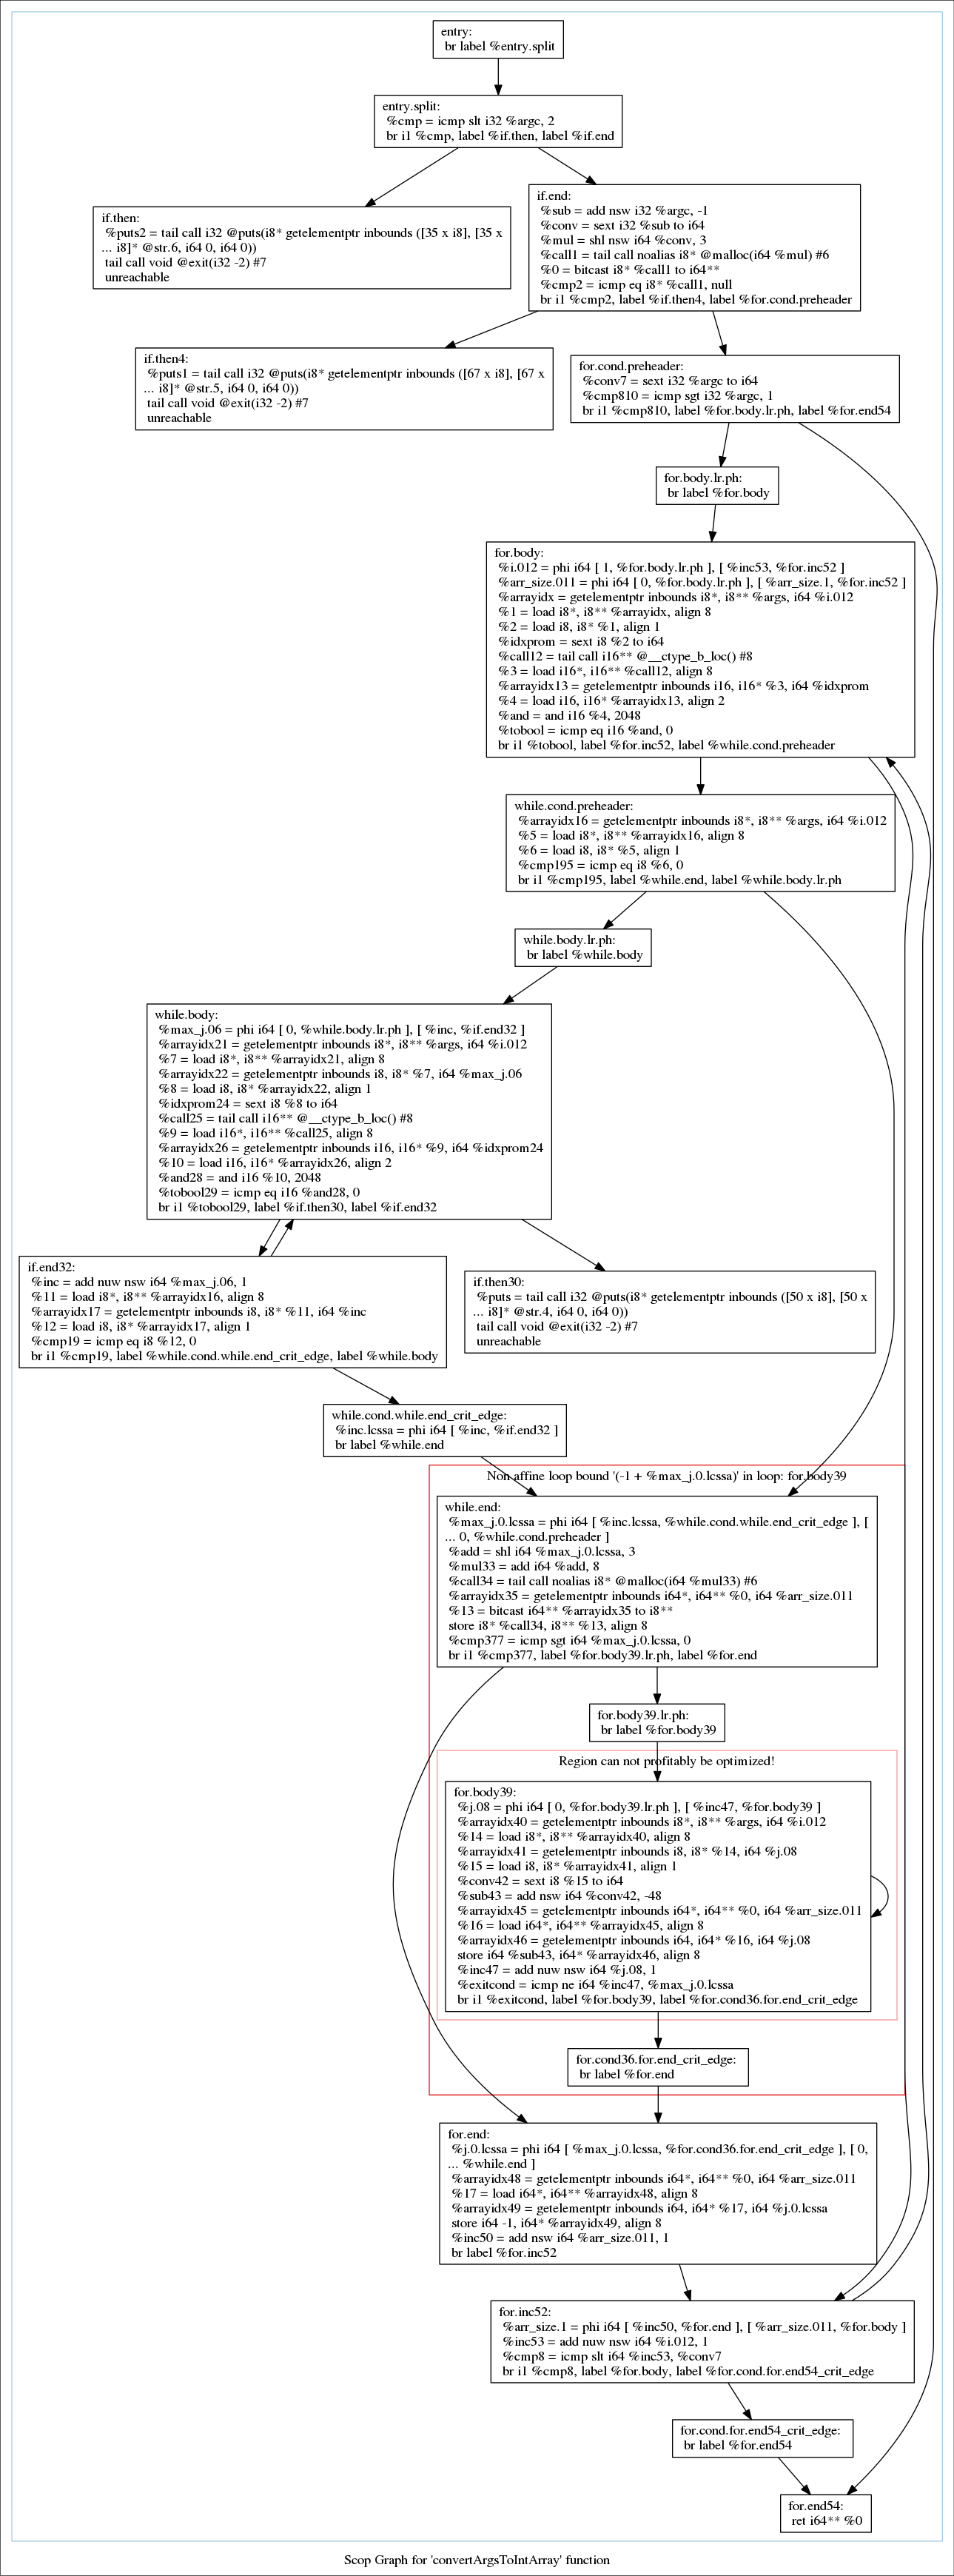 entry:
br label %entry.split
entry.split:
%cmp = icmp slt i32 %argc, 2
br i1 %cmp, label %if.then, label %if.end
if.then:
%puts2 = tail call i32 @puts(i8* getelementptr inbounds ([35 x i8], [35 x
... i8]* @str.6, i64 0, i64 0))
tail call void @exit(i32 -2) #7
unreachable
if.end:
%sub = add nsw i32 %argc, -1
%conv = sext i32 %sub to i64
%mul = shl nsw i64 %conv, 3
%call1 = tail call noalias i8* @malloc(i64 %mul) #6
%0 = bitcast i8* %call1 to i64**
%cmp2 = icmp eq i8* %call1, null
br i1 %cmp2, label %if.then4, label %for.cond.preheader
if.then4:
%puts1 = tail call i32 @puts(i8* getelementptr inbounds ([67 x i8], [67 x
... i8]* @str.5, i64 0, i64 0))
tail call void @exit(i32 -2) #7
unreachable
for.cond.preheader:
%conv7 = sext i32 %argc to i64
%cmp810 = icmp sgt i32 %argc, 1
br i1 %cmp810, label %for.body.lr.ph, label %for.end54
for.body.lr.ph:
br label %for.body
for.body:
%i.012 = phi i64 [ 1, %for.body.lr.ph ], [ %inc53, %for.inc52 ]
%arr_size.011 = phi i64 [ 0, %for.body.lr.ph ], [ %arr_size.1, %for.inc52 ]
%arrayidx = getelementptr inbounds i8*, i8** %args, i64 %i.012
%1 = load i8*, i8** %arrayidx, align 8
%2 = load i8, i8* %1, align 1
%idxprom = sext i8 %2 to i64
%call12 = tail call i16** @__ctype_b_loc() #8
%3 = load i16*, i16** %call12, align 8
%arrayidx13 = getelementptr inbounds i16, i16* %3, i64 %idxprom
%4 = load i16, i16* %arrayidx13, align 2
%and = and i16 %4, 2048
%tobool = icmp eq i16 %and, 0
br i1 %tobool, label %for.inc52, label %while.cond.preheader
while.cond.preheader:
%arrayidx16 = getelementptr inbounds i8*, i8** %args, i64 %i.012
%5 = load i8*, i8** %arrayidx16, align 8
%6 = load i8, i8* %5, align 1
%cmp195 = icmp eq i8 %6, 0
br i1 %cmp195, label %while.end, label %while.body.lr.ph
while.body.lr.ph:
br label %while.body
while.body:
%max_j.06 = phi i64 [ 0, %while.body.lr.ph ], [ %inc, %if.end32 ]
%arrayidx21 = getelementptr inbounds i8*, i8** %args, i64 %i.012
%7 = load i8*, i8** %arrayidx21, align 8
%arrayidx22 = getelementptr inbounds i8, i8* %7, i64 %max_j.06
%8 = load i8, i8* %arrayidx22, align 1
%idxprom24 = sext i8 %8 to i64
%call25 = tail call i16** @__ctype_b_loc() #8
%9 = load i16*, i16** %call25, align 8
%arrayidx26 = getelementptr inbounds i16, i16* %9, i64 %idxprom24
%10 = load i16, i16* %arrayidx26, align 2
%and28 = and i16 %10, 2048
%tobool29 = icmp eq i16 %and28, 0
br i1 %tobool29, label %if.then30, label %if.end32
if.end32:
%inc = add nuw nsw i64 %max_j.06, 1
%11 = load i8*, i8** %arrayidx16, align 8
%arrayidx17 = getelementptr inbounds i8, i8* %11, i64 %inc
%12 = load i8, i8* %arrayidx17, align 1
%cmp19 = icmp eq i8 %12, 0
br i1 %cmp19, label %while.cond.while.end_crit_edge, label %while.body
if.then30:
%puts = tail call i32 @puts(i8* getelementptr inbounds ([50 x i8], [50 x
... i8]* @str.4, i64 0, i64 0))
tail call void @exit(i32 -2) #7
unreachable
while.cond.while.end_crit_edge:
%inc.lcssa = phi i64 [ %inc, %if.end32 ]
br label %while.end
Non affine loop bound '(-1 + %max_j.0.lcssa)' in loop: for.body39
while.end:
%max_j.0.lcssa = phi i64 [ %inc.lcssa, %while.cond.while.end_crit_edge ], [
... 0, %while.cond.preheader ]
%add = shl i64 %max_j.0.lcssa, 3
%mul33 = add i64 %add, 8
%call34 = tail call noalias i8* @malloc(i64 %mul33) #6
%arrayidx35 = getelementptr inbounds i64*, i64** %0, i64 %arr_size.011
%13 = bitcast i64** %arrayidx35 to i8**
store i8* %call34, i8** %13, align 8
%cmp377 = icmp sgt i64 %max_j.0.lcssa, 0
br i1 %cmp377, label %for.body39.lr.ph, label %for.end
for.body39.lr.ph:
br label %for.body39
Region can not profitably be optimized!
for.body39:
%j.08 = phi i64 [ 0, %for.body39.lr.ph ], [ %inc47, %for.body39 ]
%arrayidx40 = getelementptr inbounds i8*, i8** %args, i64 %i.012
%14 = load i8*, i8** %arrayidx40, align 8
%arrayidx41 = getelementptr inbounds i8, i8* %14, i64 %j.08
%15 = load i8, i8* %arrayidx41, align 1
%conv42 = sext i8 %15 to i64
%sub43 = add nsw i64 %conv42, -48
%arrayidx45 = getelementptr inbounds i64*, i64** %0, i64 %arr_size.011
%16 = load i64*, i64** %arrayidx45, align 8
%arrayidx46 = getelementptr inbounds i64, i64* %16, i64 %j.08
store i64 %sub43, i64* %arrayidx46, align 8
%inc47 = add nuw nsw i64 %j.08, 1
%exitcond = icmp ne i64 %inc47, %max_j.0.lcssa
br i1 %exitcond, label %for.body39, label %for.cond36.for.end_crit_edge
for.cond36.for.end_crit_edge:
br label %for.end
for.end:
%j.0.lcssa = phi i64 [ %max_j.0.lcssa, %for.cond36.for.end_crit_edge ], [ 0,
... %while.end ]
%arrayidx48 = getelementptr inbounds i64*, i64** %0, i64 %arr_size.011
%17 = load i64*, i64** %arrayidx48, align 8
%arrayidx49 = getelementptr inbounds i64, i64* %17, i64 %j.0.lcssa
store i64 -1, i64* %arrayidx49, align 8
%inc50 = add nsw i64 %arr_size.011, 1
br label %for.inc52
for.inc52:
%arr_size.1 = phi i64 [ %inc50, %for.end ], [ %arr_size.011, %for.body ]
%inc53 = add nuw nsw i64 %i.012, 1
%cmp8 = icmp slt i64 %inc53, %conv7
br i1 %cmp8, label %for.body, label %for.cond.for.end54_crit_edge
for.cond.for.end54_crit_edge:
br label %for.end54
for.end54:
ret i64** %0
Scop Graph for 'convertArgsToIntArray' function